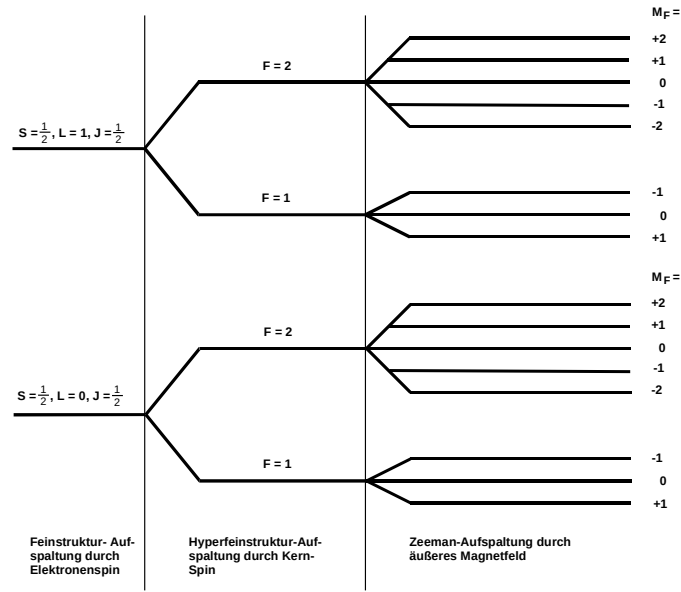 M F =
+2
F = 2
+1
0
-1
S = 1/2 , L = 1, J = 1/2
-2
F = 1
-1
0
+1
M F =
+2
F = 2
+1
0
-1
S = 1/2 , L = 0, J = 1/2
-2
F = 1
-1
0
+1
Feinstruktur- Auf-
spaltung durch
Elektronenspin
Hyperfeinstruktur-Auf-
spaltung durch Kern-
Spin
Zeeman-Aufspaltung durch
äußeres Magnetfeld